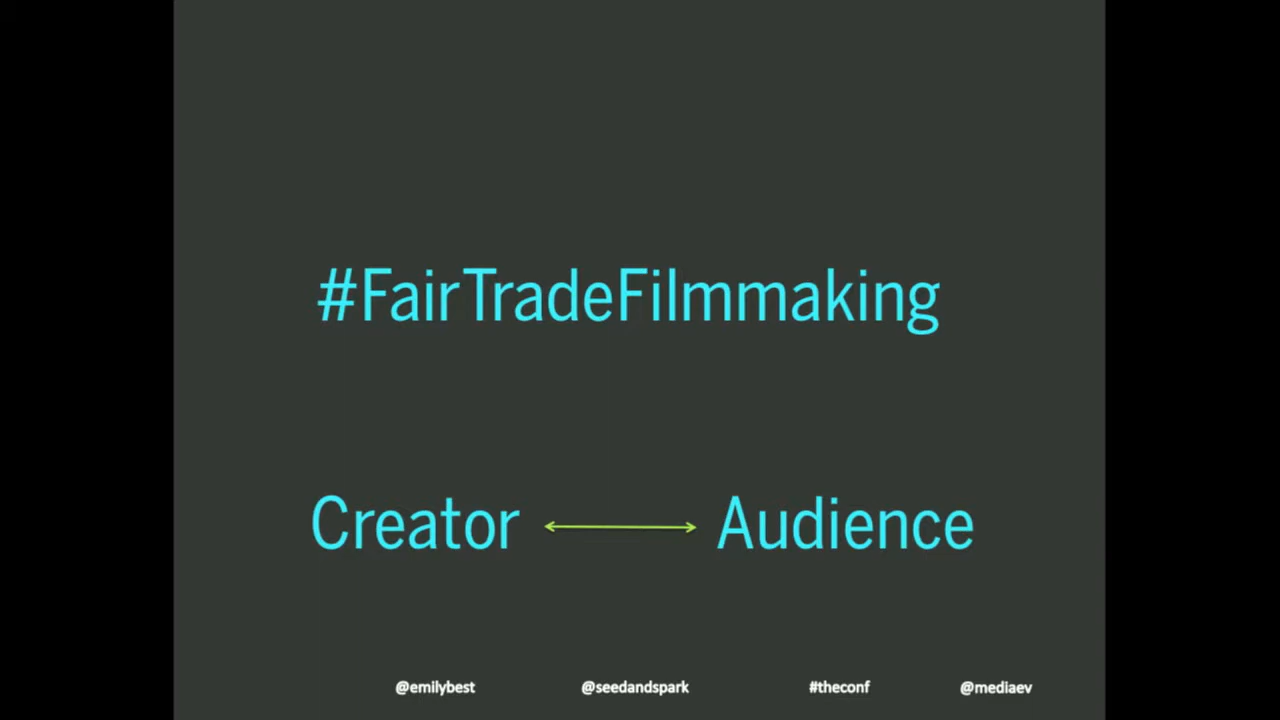 #FairTradeFilmmaking
Creator Audience
@emilybest @seedandspark #theconf @mediaev